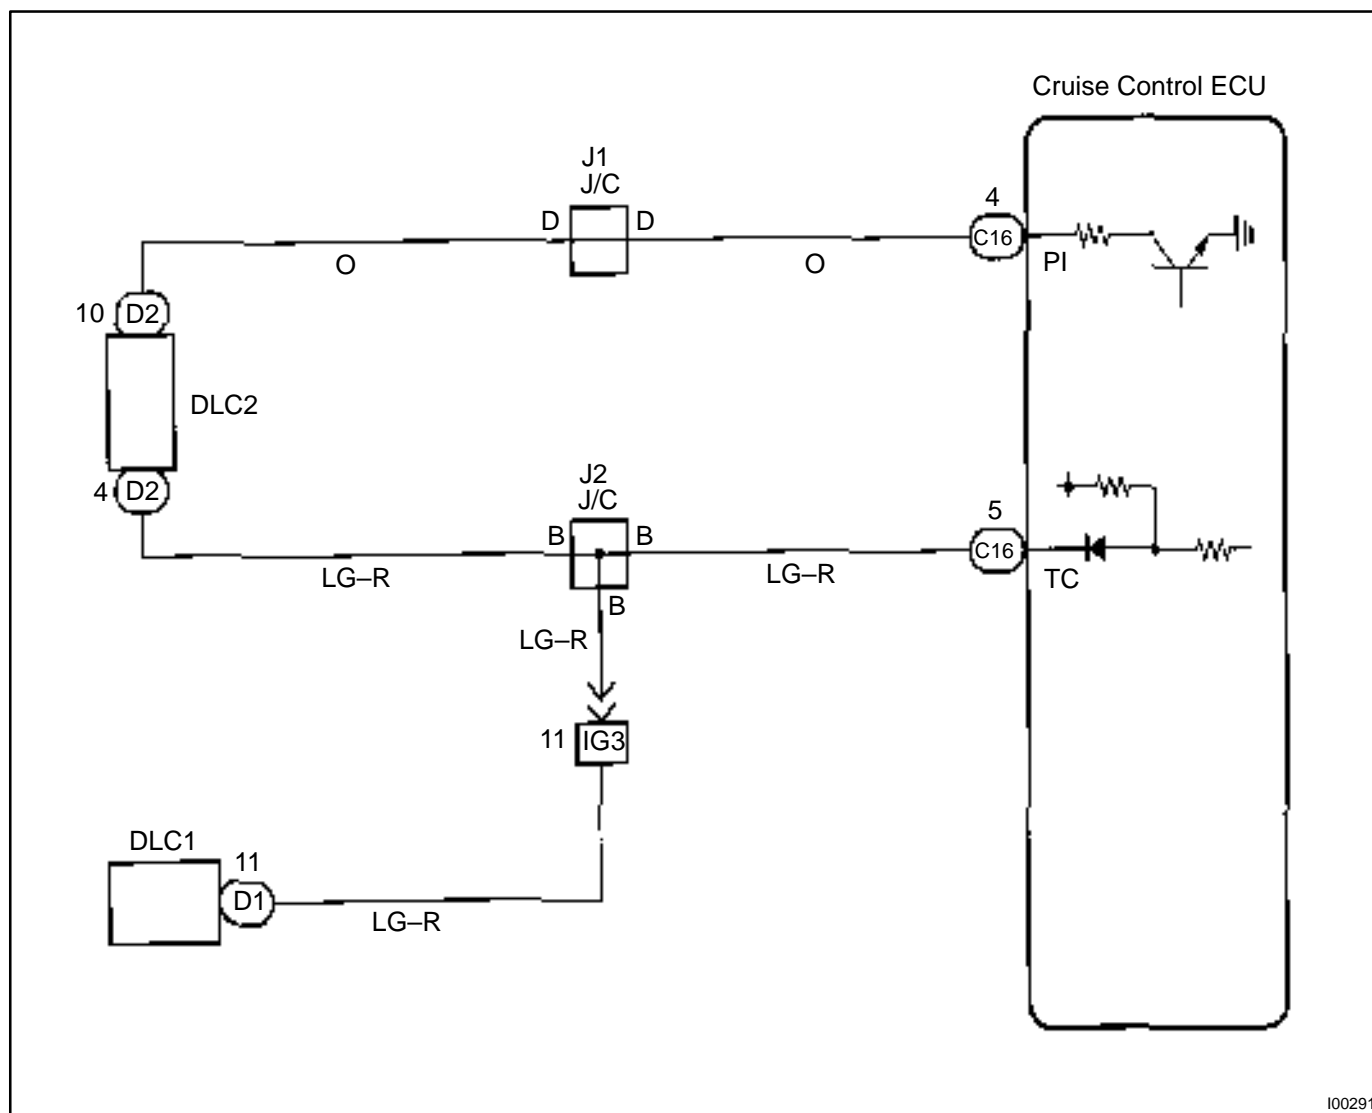 Cruise Control ECU
J1
J/C
4
D
D
C16
O
O
PI
10
D2
DLC2
4
D2
J2
J/C
5
B
B
C16
LG–R
LG–R
TC
B
LG–R
11
IG3
DLC1
11
D1
LG–R
I00291